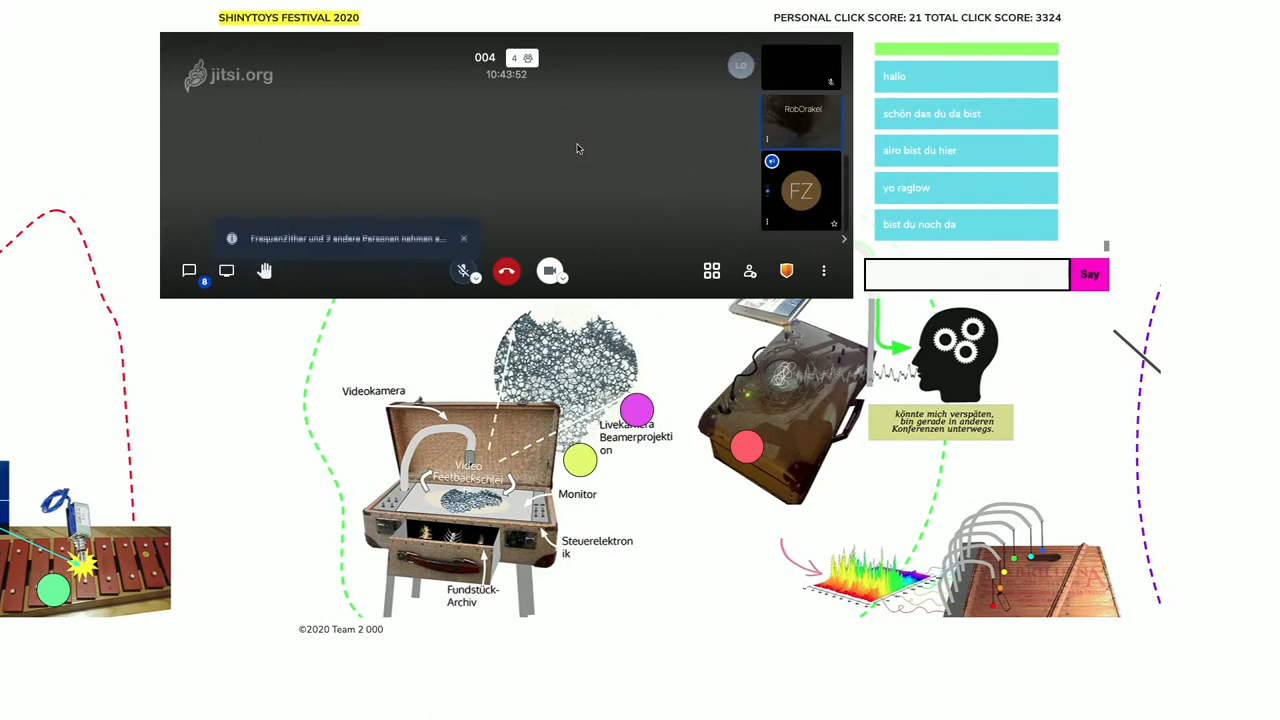 SHINYTOYS FESTIVAL 2020
PERSONAL CLICK SCORE: 21 TOTAL CLICK SCORE: 3324
jitsi.org
004
4
10:43:52
LD
RobOrakel
FZ
8
hallo
schön das du da bist
airo bist du hier
yo raglow
bist du noch da
Say
Videokamera
Video
Feetbackschlei
Livekamera
Beamerprojekti
on
Monitor
Steuerelektron
ik
Fundstück-
Archiv
könnte mich verspäten,
bin gerade in anderen
Konferenzen unterwegs.
©2020 Team 2 000